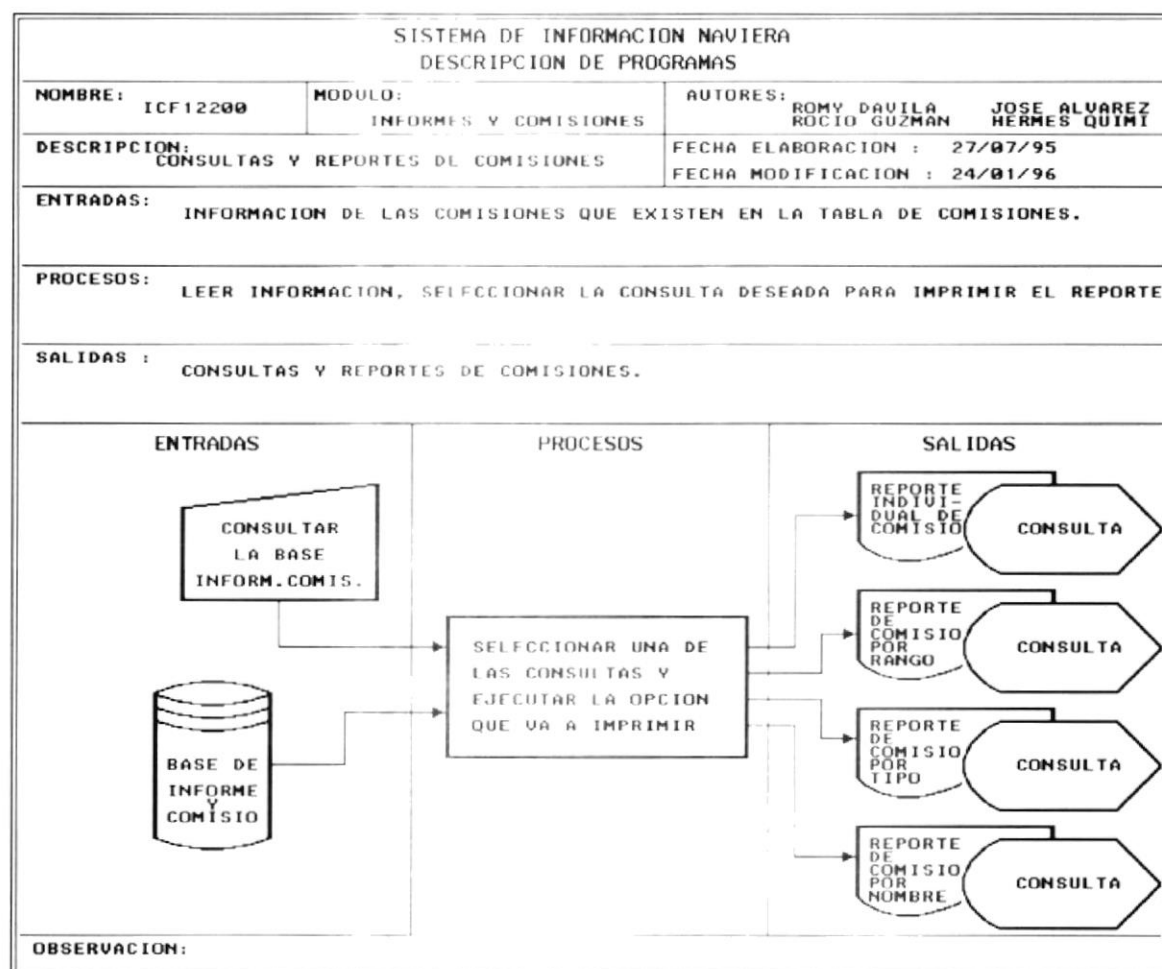 SISTEMA DE INFORMACION NAVIERA
DESCRIPCION DE PROGRAMAS
NOMBRE: ICF12200
MODULO: INFORMES Y COMISIONES
AUTORES: ROMY DAVILA JOSE ALVAREZ
ROCIO GUZMAN HERMES QUIMI
DESCRIPCION: CONSULTAS Y REPORTES DE COMISIONES
FECHA ELABORACION : 27/07/95
FECHA MODIFICACION : 24/01/96
ENTRADAS:
INFORMACION DE LAS COMISIONES QUE EXISTEN EN LA TABLA DE COMISIONES.
PROCESOS:
LEER INFORMACION, SELECCIONAR LA CONSULTA DESEADA PARA IMPRIMIR EL REPORTE
SALIDAS :
CONSULTAS Y REPORTES DE COMISIONES.
ENTRADAS
PROCESOS
SALIDAS
CONSULTAR
LA BASE
INFORM.COMIS.
BASE DE
INFORME
Y
COMISIO
SELECCIONAR UNA DE
LAS CONSULTAS Y
EJECUTAR LA OPCION
QUE VA A IMPRIMIR
REPORTE
INDIVI-
DUAL DE
COMISIO
CONSULTA
REPORTE
DE
COMISIO
POR
RANGO
CONSULTA
REPORTE
DE
COMISIO
POR
TIPO
CONSULTA
REPORTE
DE
COMISIO
POR
NOMBRE
CONSULTA
OBSERVACION: